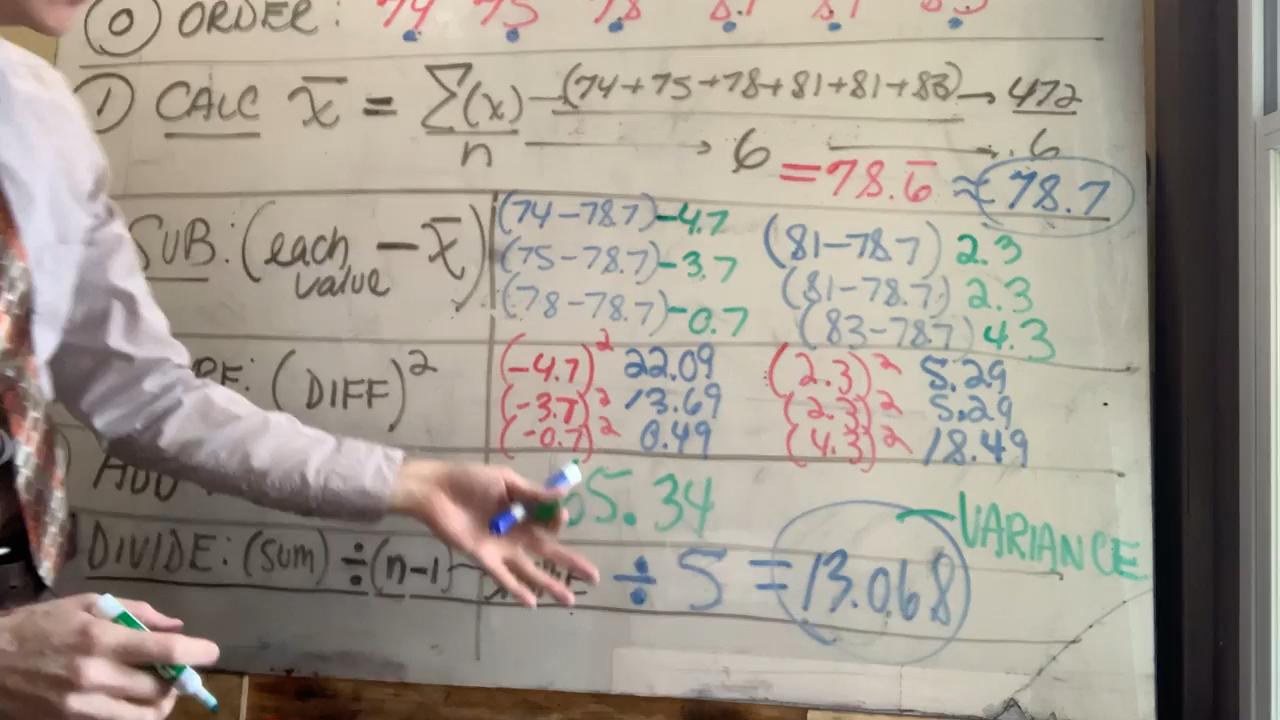 0 ORDER: 74 75 78 81 81 83
1 CALC x̄ = Σ(x) (74+75+78+81+81+83) → 472
n → 6 → 6
= 78.6̅ ≈ 78.7
SUB: (each value − x̄)
(74−78.7) −4.7
(75−78.7) −3.7
(78−78.7) −0.7
(81−78.7) 2.3
(81−78.7) 2.3
(83−78.7) 4.3
(DIFF)²
(−4.7)² 22.09
(−3.7)² 13.69
(−0.7)² 0.49
(2.3)² 5.29
(2.3)² 5.29
(4.3)² 18.49
65.34
VARIANCE
DIVIDE: (sum) ÷ (n−1) ÷ 5 = 13.068